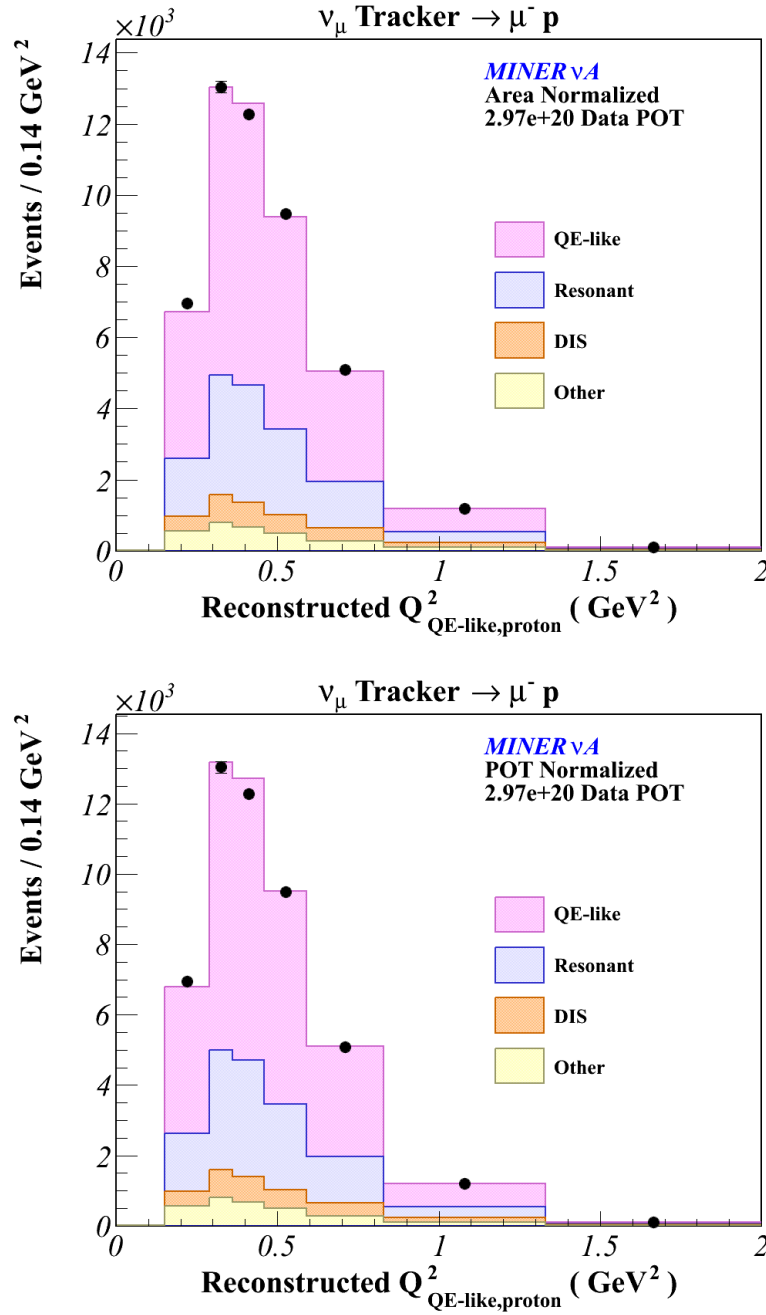 ν_μ Tracker → μ⁻ p
×10³
Events / 0.14 GeV²
14
12
10
8
6
4
2
0
MINERνA
Area Normalized
2.97e+20 Data POT
QE-like
Resonant
DIS
Other
0 0.5 1 1.5 2
Reconstructed Q²_QE-like,proton ( GeV² )
ν_μ Tracker → μ⁻ p
×10³
Events / 0.14 GeV²
14
12
10
8
6
4
2
0
MINERνA
POT Normalized
2.97e+20 Data POT
QE-like
Resonant
DIS
Other
0 0.5 1 1.5 2
Reconstructed Q²_QE-like,proton ( GeV² )